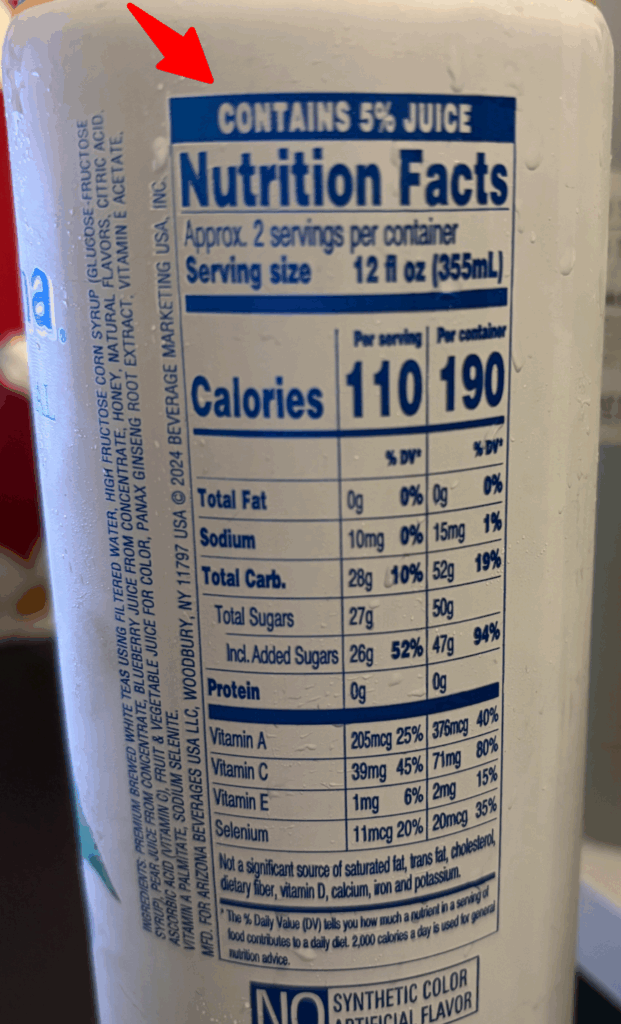 a.
CONTAINS 5% JUICE
Nutrition Facts
Approx. 2 servings per container
Serving size 12 fl oz (355mL)
Per serving Per container
Calories 110 190
% DV* % DV*
Total Fat 0g 0% 0g 0%
Sodium 10mg 0% 15mg 1%
Total Carb. 28g 10% 52g 19%
Total Sugars 27g 50g
Incl. Added Sugars 26g 52% 47g 94%
Protein 0g 0g
Vitamin A 205mcg 25% 376mcg 40%
Vitamin C 39mg 45% 71mg 80%
Vitamin E 1mg 6% 2mg 15%
Selenium 11mcg 20% 20mcg 35%
Not a significant source of saturated fat, trans fat, cholesterol,
dietary fiber, vitamin D, calcium, iron and potassium.
* The % Daily Value (DV) tells you how much a nutrient in a serving of
food contributes to a daily diet. 2,000 calories a day is used for general
nutrition advice.
NO SYNTHETIC COLOR
ARTIFICIAL FLAVOR
INGREDIENTS: PREMIUM BREWED WHITE TEAS USING FILTERED WATER, HIGH FRUCTOSE CORN SYRUP (GLUCOSE-FRUCTOSE
SYRUP), PEAR JUICE FROM CONCENTRATE, BLUEBERRY JUICE FROM CONCENTRATE, HONEY, NATURAL FLAVORS, CITRIC ACID,
ASCORBIC ACID (VITAMIN C), FRUIT & VEGETABLE JUICE FOR COLOR, PANAX GINSENG ROOT EXTRACT, VITAMIN E ACETATE,
VITAMIN A PALMITATE, SODIUM SELENITE.
MFD. FOR ARIZONA BEVERAGES USA LLC, WOODBURY, NY 11797 USA © 2024 BEVERAGE MARKETING USA, INC.